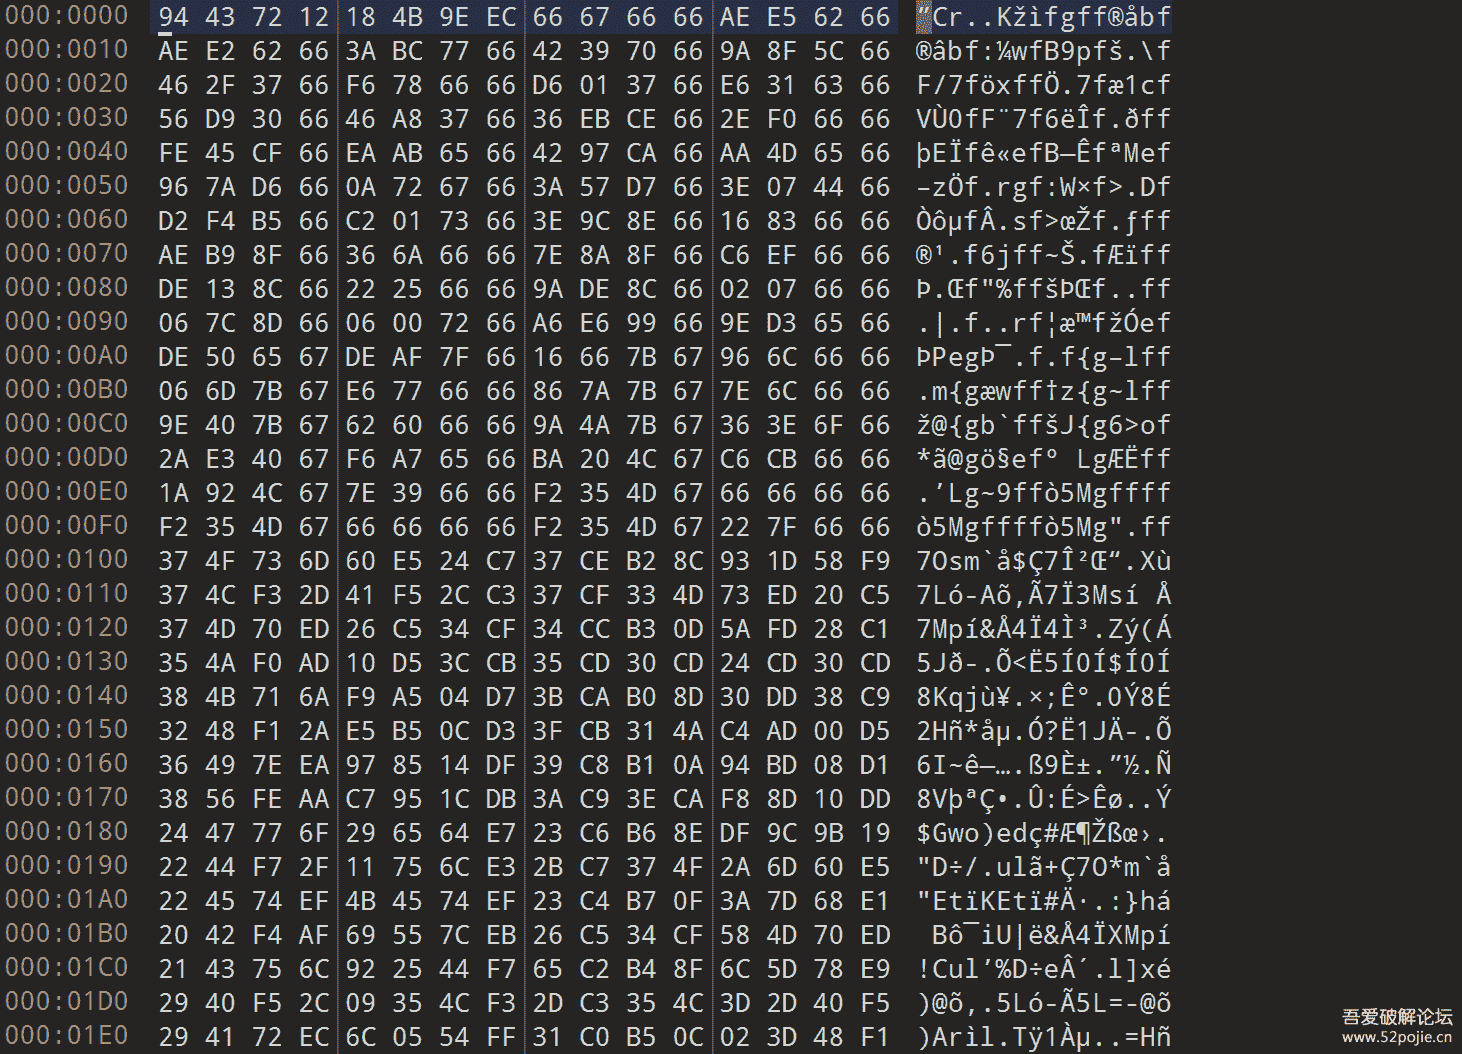 000:0000 94 43 72 12 18 4B 9E EC 66 67 66 66 AE E5 62 66 "Cr..Kžìfgff®åbf
000:0010 AE E2 62 66 3A BC 77 66 42 39 70 66 9A 8F 5C 66 ®âbf:¼wfB9pfš.\f
000:0020 46 2F 37 66 F6 78 66 66 D6 01 37 66 E6 31 63 66 F/7föxffÖ.7fæ1cf
000:0030 56 D9 30 66 46 A8 37 66 36 EB CE 66 2E F0 66 66 VÙ0fF¨7f6ëÎf.ðff
000:0040 FE 45 CF 66 EA AB 65 66 42 97 CA 66 AA 4D 65 66 þEÏfê«efB—ÊfªMef
000:0050 96 7A D6 66 0A 72 67 66 3A 57 D7 66 3E 07 44 66 –zÖf.rgf:W×f>.Df
000:0060 D2 F4 B5 66 C2 01 73 66 3E 9C 8E 66 16 83 66 66 ÒôµfÂ.sf>œŽf.ƒff
000:0070 AE B9 8F 66 36 6A 66 66 7E 8A 8F 66 C6 EF 66 66 ®¹.f6jff~Š.fÆïff
000:0080 DE 13 8C 66 22 25 66 66 9A DE 8C 66 02 07 66 66 Þ.Œf"%ffšÞŒf..ff
000:0090 06 7C 8D 66 06 00 72 66 A6 E6 99 66 9E D3 65 66 .|.f..rf¦æ™fžÓef
000:00A0 DE 50 65 67 DE AF 7F 66 16 66 7B 67 96 6C 66 66 ÞPegÞ¯.f.f{g–lff
000:00B0 06 6D 7B 67 E6 77 66 66 86 7A 7B 67 7E 6C 66 66 .m{gæwff†z{g~lff
000:00C0 9E 40 7B 67 62 60 66 66 9A 4A 7B 67 36 3E 6F 66 ž@{gb`ffšJ{g6>of
000:00D0 2A E3 40 67 F6 A7 65 66 BA 20 4C 67 C6 CB 66 66 *ã@gö§efº LgÆËff
000:00E0 1A 92 4C 67 7E 39 66 66 F2 35 4D 67 66 66 66 66 .’Lg~9ffò5Mgffff
000:00F0 F2 35 4D 67 66 66 66 66 F2 35 4D 67 22 7F 66 66 ò5Mgffffò5Mg".ff
000:0100 37 4F 73 6D 60 E5 24 C7 37 CE B2 8C 93 1D 58 F9 7Osm`å$Ç7Î²Œ“.Xù
000:0110 37 4C F3 2D 41 F5 2C C3 37 CF 33 4D 73 ED 20 C5 7Ló-Aõ,Ã7Ï3Msí Å
000:0120 37 4D 70 ED 26 C5 34 CF 34 CC B3 0D 5A FD 28 C1 7Mpí&Å4Ï4Ì³.Zý(Á
000:0130 35 4A F0 AD 10 D5 3C CB 35 CD 30 CD 24 CD 30 CD 5Jð-.Õ<Ë5Í0Í$Í0Í
000:0140 38 4B 71 6A F9 A5 04 D7 3B CA B0 8D 30 DD 38 C9 8Kqjù¥.×;Ê°.0Ý8É
000:0150 32 48 F1 2A E5 B5 0C D3 3F CB 31 4A C4 AD 00 D5 2Hñ*åµ.Ó?Ë1JÄ-.Õ
000:0160 36 49 7E EA 97 85 14 DF 39 C8 B1 0A 94 BD 08 D1 6I~ê—….ß9È±.”½.Ñ
000:0170 38 56 FE AA C7 95 1C DB 3A C9 3E CA F8 8D 10 DD 8VþªÇ•.Û:É>Êø..Ý
000:0180 24 47 77 6F 29 65 64 E7 23 C6 B6 8E DF 9C 9B 19 $Gwo)edç#Æ¶Žßœ›.
000:0190 22 44 F7 2F 11 75 6C E3 2B C7 37 4F 2A 6D 60 E5 "D÷/.ulã+Ç7O*m`å
000:01A0 22 45 74 EF 4B 45 74 EF 23 C4 B7 0F 3A 7D 68 E1 "EtïKEtï#Ä·.:}há
000:01B0 20 42 F4 AF 69 55 7C EB 26 C5 34 CF 58 4D 70 ED  Bô¯iU|ë&Å4ÏXMpí
000:01C0 21 43 75 6C 92 25 44 F7 65 C2 B4 8F 6C 5D 78 E9 !Cul’%D÷eÂ´.l]xé
000:01D0 29 40 F5 2C 09 35 4C F3 2D C3 35 4C 3D 2D 40 F5 )@õ,.5Ló-Ã5L=-@õ
000:01E0 29 41 72 EC 6C 05 54 FF 31 C0 B5 0C 02 3D 48 F1 )Arìl.Tÿ1Àµ..=Hñ
吾爱破解论坛
www.52pojie.cn